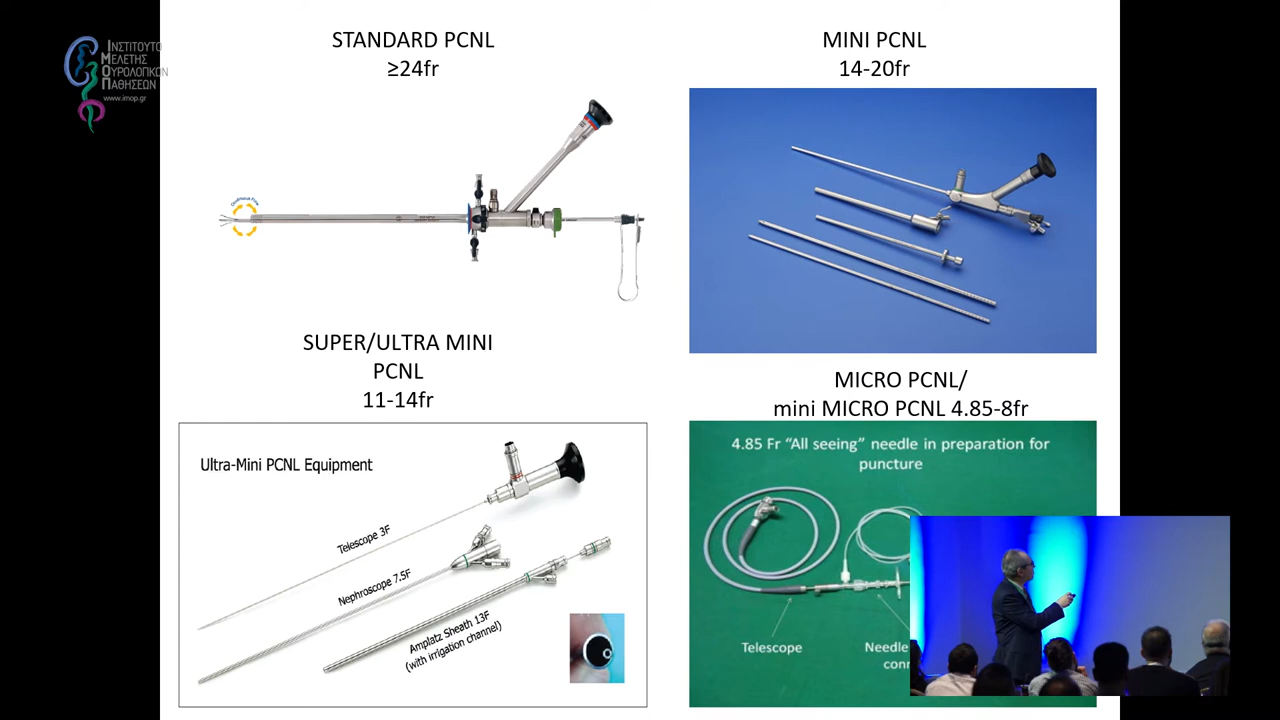 ΙΝΣΤΙΤΟΥΤΟ
ΜΕΛΕΤΗΣ
ΟΥΡΟΛΟΓΙΚΩΝ
ΠΑΘΗΣΕΩΝ
www.imop.gr
STANDARD PCNL
≥24fr
MINI PCNL
14-20fr
Continuous Flow
SUPER/ULTRA MINI
PCNL
11-14fr
MICRO PCNL/
mini MICRO PCNL 4.85-8fr
Ultra-Mini PCNL Equipment
Telescope 3F
Nephroscope 7.5F
Amplatz Sheath 13F
(with irrigation channel)
4.85 Fr “All seeing” needle in preparation for
puncture
Telescope
Needle